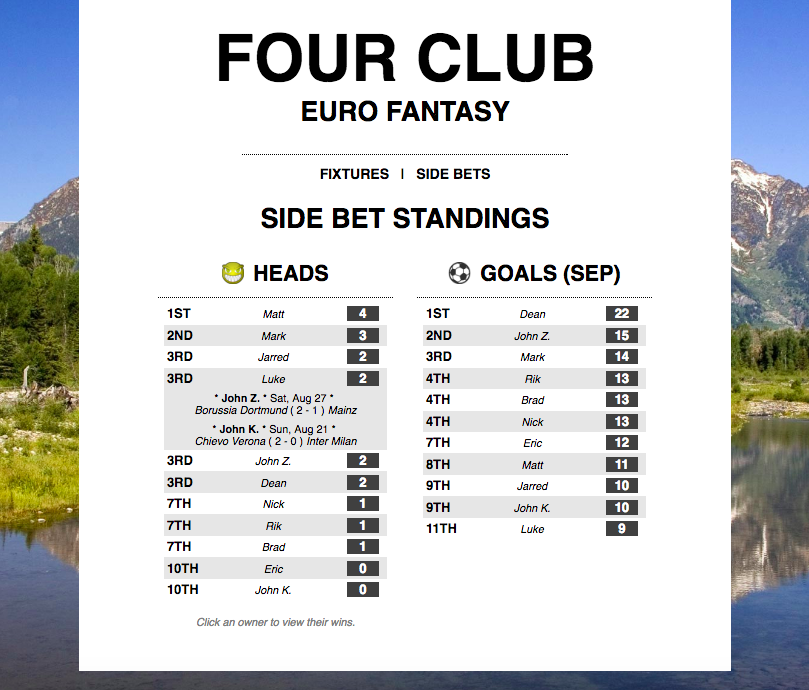 FOUR CLUB
EURO FANTASY
FIXTURES | SIDE BETS
SIDE BET STANDINGS
HEADS
1ST Matt 4
2ND Mark 3
3RD Jarred 2
3RD Luke 2
* John Z. * Sat, Aug 27 *
Borussia Dortmund ( 2 - 1 ) Mainz
* John K. * Sun, Aug 21 *
Chievo Verona ( 2 - 0 ) Inter Milan
3RD John Z. 2
3RD Dean 2
7TH Nick 1
7TH Rik 1
7TH Brad 1
10TH Eric 0
10TH John K. 0
Click an owner to view their wins.
GOALS (SEP)
1ST Dean 22
2ND John Z. 15
3RD Mark 14
4TH Rik 13
4TH Brad 13
4TH Nick 13
7TH Eric 12
8TH Matt 11
9TH Jarred 10
9TH John K. 10
11TH Luke 9